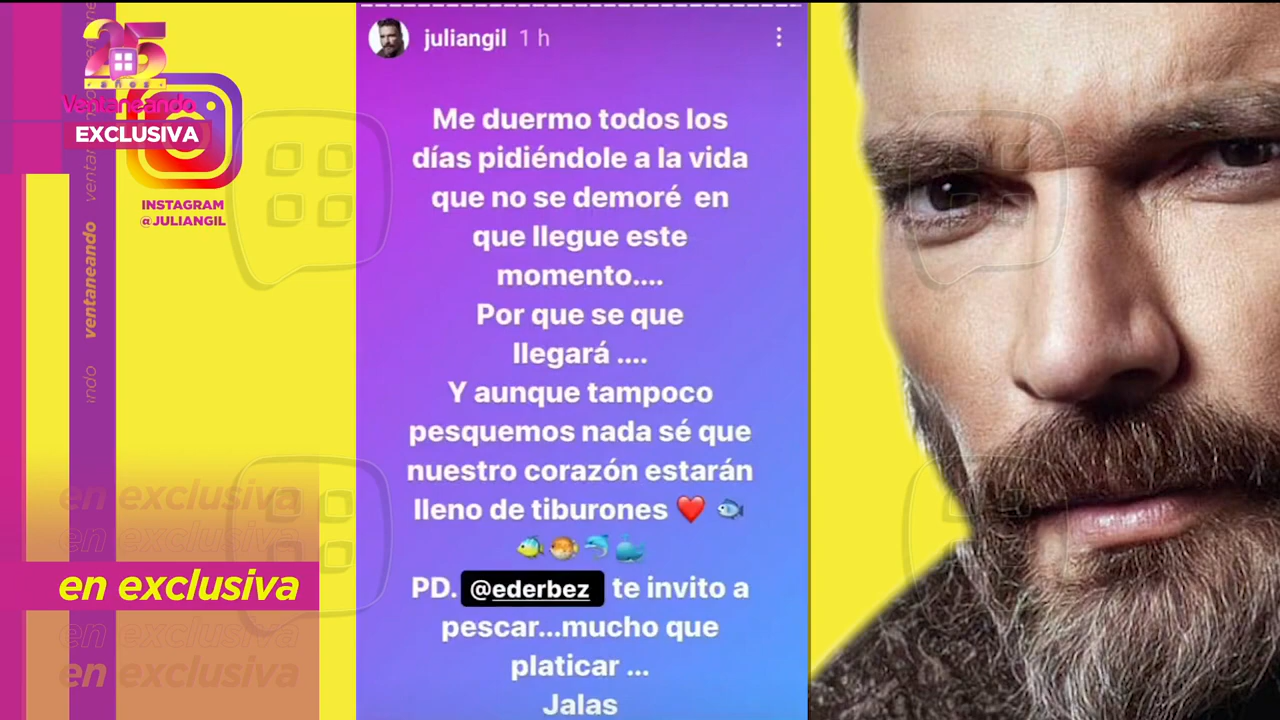 25
años
Ventaneando
EXCLUSIVA
INSTAGRAM
@JULIANGIL
ventaneando
ando
en exclusiva
en exclusiva
en exclusiva
en exclusiva
en exclusiva
juliangil 1 h
Me duermo todos los
días pidiéndole a la vida
que no se demoré en
que llegue este
momento....
Por que se que
llegará ....
Y aunque tampoco
pesquemos nada sé que
nuestro corazón estarán
lleno de tiburones ❤️ 🐟
🐠🐡🐬🐳
PD. @ederbez te invito a
pescar...mucho que
platicar ...
Jalas